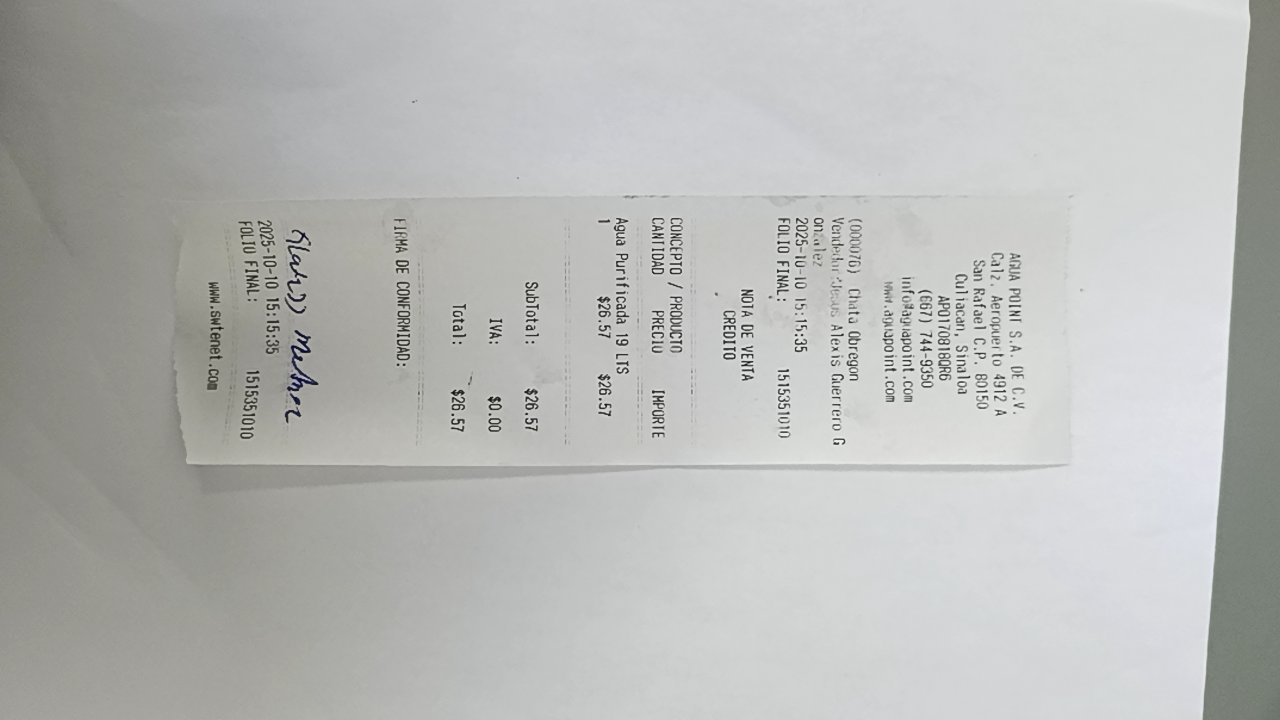 AGUA POINT S.A. DE C.V.
Calz. Aeropuerto 4912 A
San Rafael C.P. 80150
Culiacan, Sinaloa
APO170818QR6
(667) 744-9350
info@aguapoint.com
www.aguapoint.com
(000076) Chata Obregon
Vendedor: Alexis Guerrero G
onzalez
2025-10-10 15:15:35
FOLIO FINAL: 1515351010
NOTA DE VENTA
CREDITO
CONCEPTO / PRODUCTO
CANTIDAD PRECIO IMPORTE
Agua Purificada 19 LTS
1 $26.57 $26.57
SubTotal: $26.57
IVA: $0.00
Total: $26.57
FIRMA DE CONFORMIDAD:
2025-10-10 15:15:35
FOLIO FINAL: 1515351010
www.swtenet.com